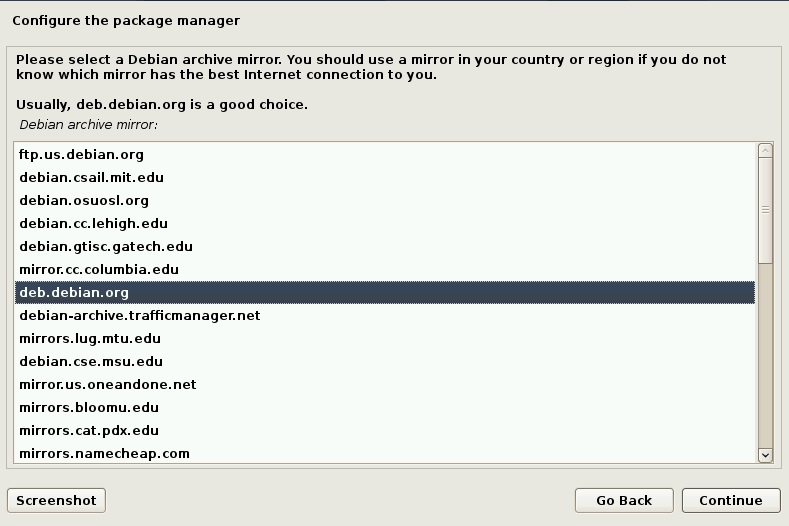 Configure the package manager
Please select a Debian archive mirror. You should use a mirror in your country or region if you do not
know which mirror has the best Internet connection to you.
Usually, deb.debian.org is a good choice.
Debian archive mirror:
ftp.us.debian.org
debian.csail.mit.edu
debian.osuosl.org
debian.cc.lehigh.edu
debian.gtisc.gatech.edu
mirror.cc.columbia.edu
deb.debian.org
debian-archive.trafficmanager.net
mirrors.lug.mtu.edu
debian.cse.msu.edu
mirror.us.oneandone.net
mirrors.bloomu.edu
mirrors.cat.pdx.edu
mirrors.namecheap.com
Screenshot
Go Back
Continue